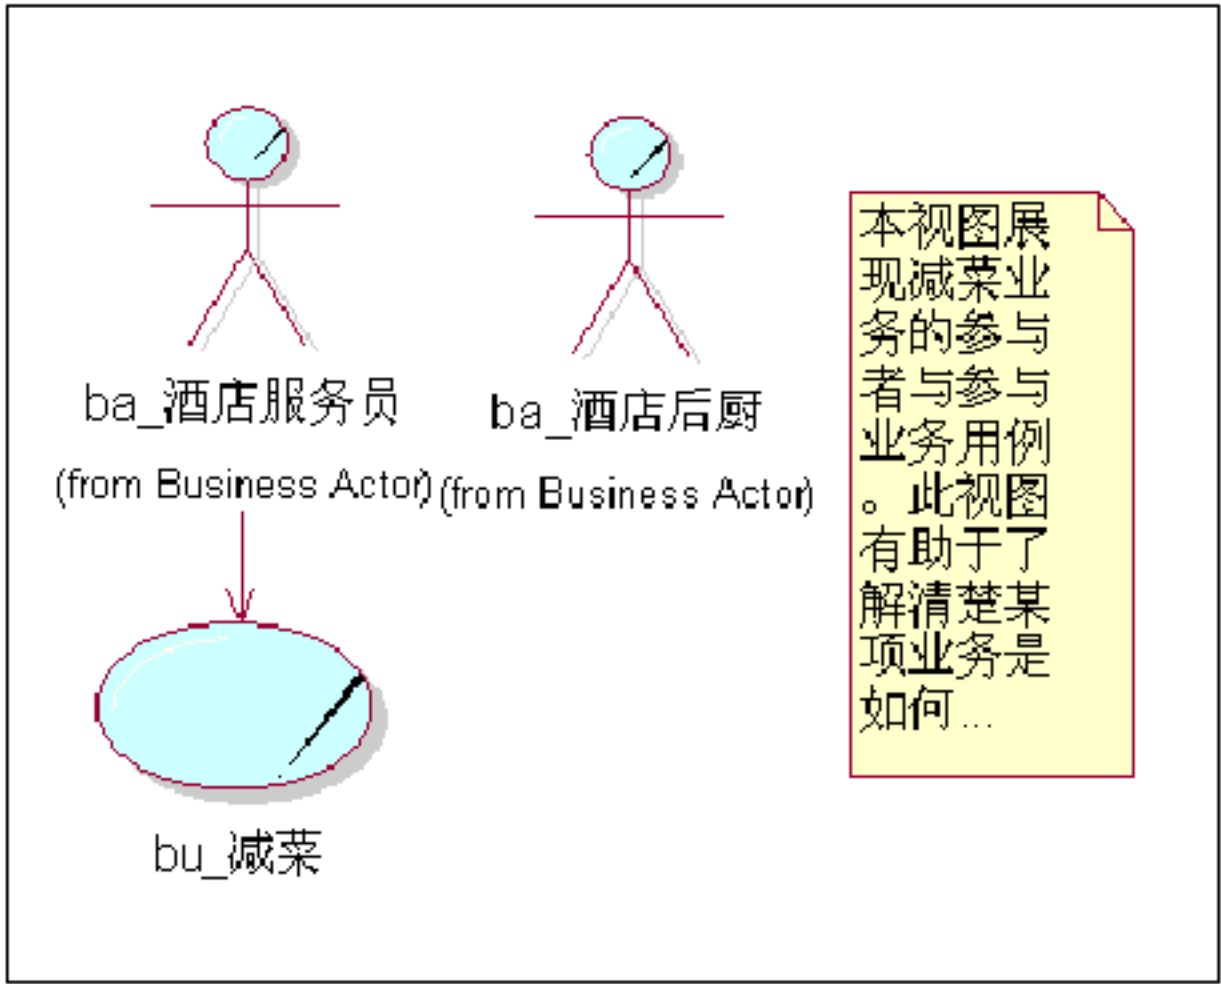 ba_酒店服务员
(from Business Actor)
ba_酒店后厨
(from Business Actor)
bu_减菜
本视图展
现减菜业
务的参与
者与参与
业务用例
。此视图
有助于了
解清楚某
项业务是
如何...